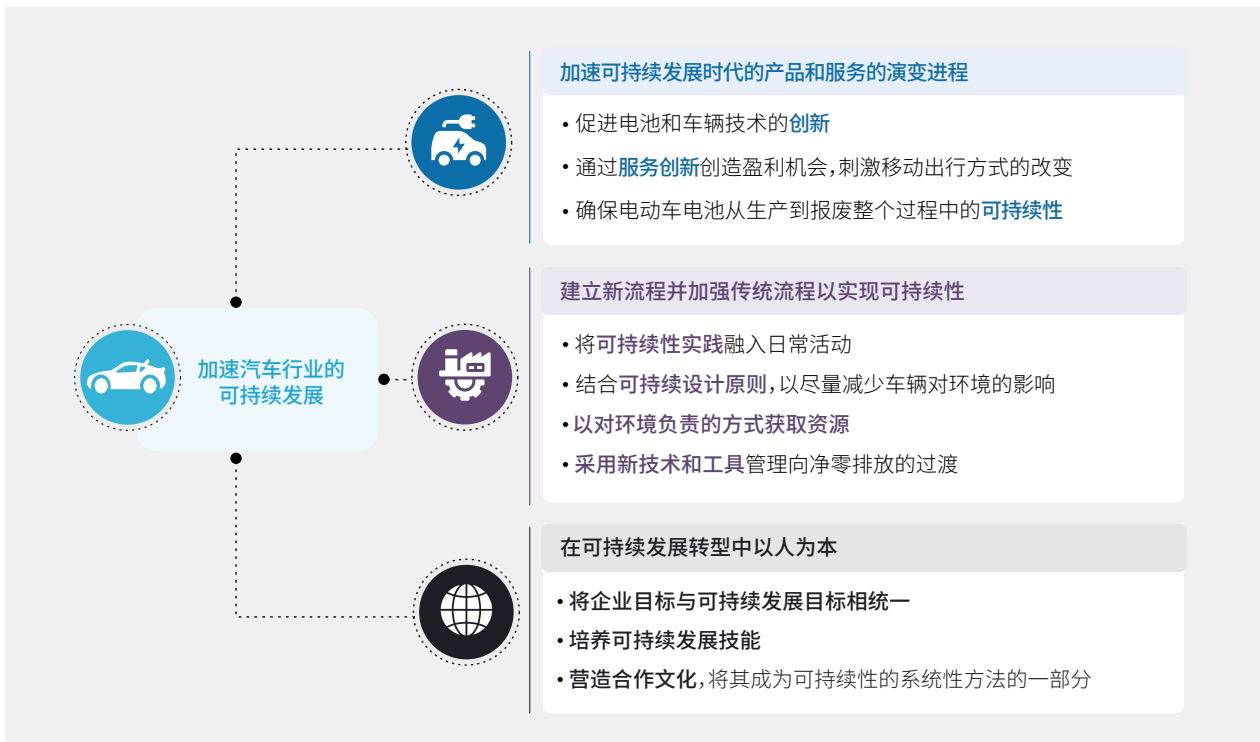 加速可持续发展时代的产品和服务的演变进程
• 促进电池和车辆技术的创新
• 通过服务创新创造盈利机会，刺激移动出行方式的改变
• 确保电动车电池从生产到报废整个过程中的可持续性
加速汽车行业的
可持续发展
建立新流程并加强传统流程以实现可持续性
• 将可持续性实践融入日常活动
• 结合可持续设计原则，以尽量减少车辆对环境的影响
• 以对环境负责的方式获取资源
• 采用新技术和工具管理向净零排放的过渡
在可持续发展转型中以人为本
• 将企业目标与可持续发展目标相统一
• 培养可持续发展技能
• 营造合作文化，将其成为可持续性的系统性方法的一部分